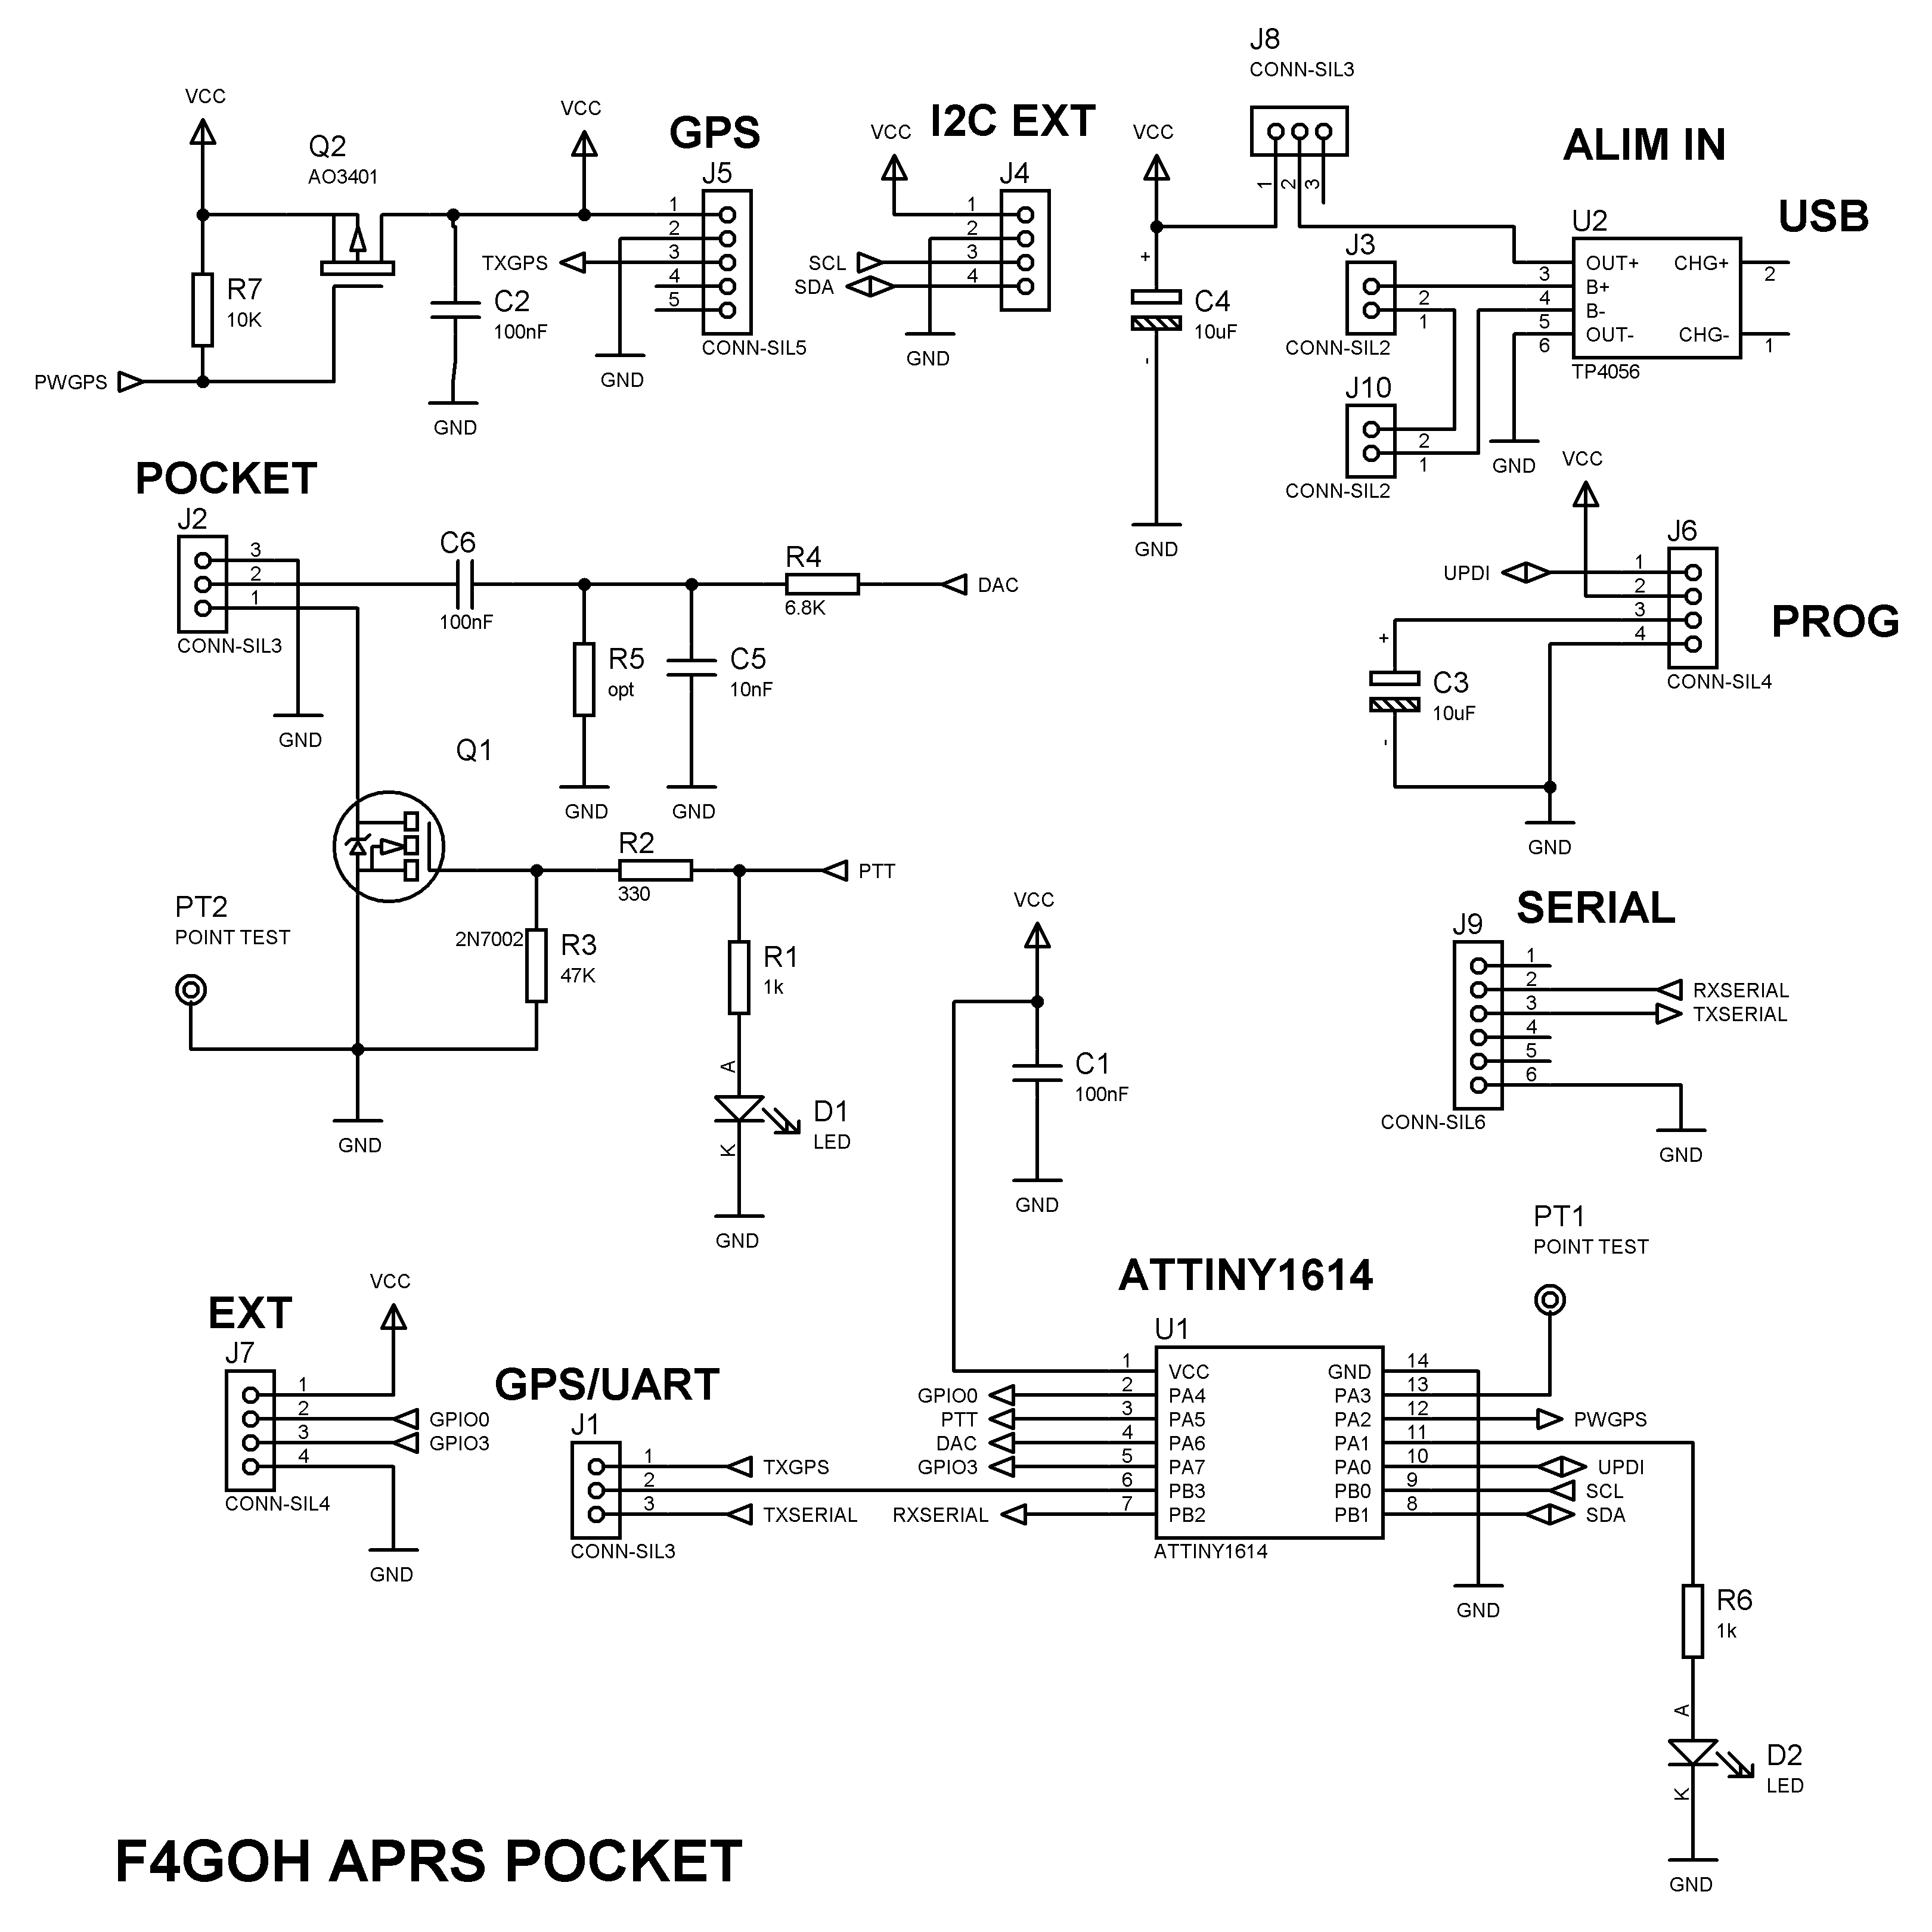 VCC
Q2
AO3401
VCC
GPS
J5
1
2
3
4
5
CONN-SIL5
TXGPS
GND
R7
10K
C2
100nF
PWGPS
GND
I2C EXT
VCC
J4
1
2
3
4
SCL
SDA
GND
J8
CONN-SIL3
1
2
3
VCC
+
C4
10uF
-
GND
ALIM IN
USB
U2
OUT+
B+
B-
OUT-
CHG+
CHG-
3
4
5
6
2
1
TP4056
J3
2
1
CONN-SIL2
J10
2
1
CONN-SIL2
GND
VCC
J6
UPDI
1
2
3
4
CONN-SIL4
PROG
+
C3
10uF
-
GND
POCKET
J2
3
2
1
CONN-SIL3
GND
C6
100nF
R4
6.8K
DAC
R5
opt
C5
10nF
GND
GND
Q1
2N7002
R2
330
PTT
R3
47K
R1
1k
PT2
POINT TEST
GND
A
D1
LED
K
GND
VCC
C1
100nF
GND
SERIAL
J9
1
2
3
4
5
6
RXSERIAL
TXSERIAL
CONN-SIL6
GND
PT1
POINT TEST
EXT
J7
VCC
1
2
3
4
GPIO0
GPIO3
CONN-SIL4
GND
GPS/UART
J1
1
2
3
TXGPS
TXSERIAL
CONN-SIL3
ATTINY1614
U1
1 VCC
GPIO0 2 PA4
PTT 3 PA5
DAC 4 PA6
GPIO3 5 PA7
6 PB3
RXSERIAL 7 PB2
GND 14
PA3 13
PA2 12 PWGPS
PA1 11
PA0 10 UPDI
PB0 9 SCL
PB1 8 SDA
ATTINY1614
GND
R6
1k
A
D2
LED
K
GND
F4GOH APRS POCKET